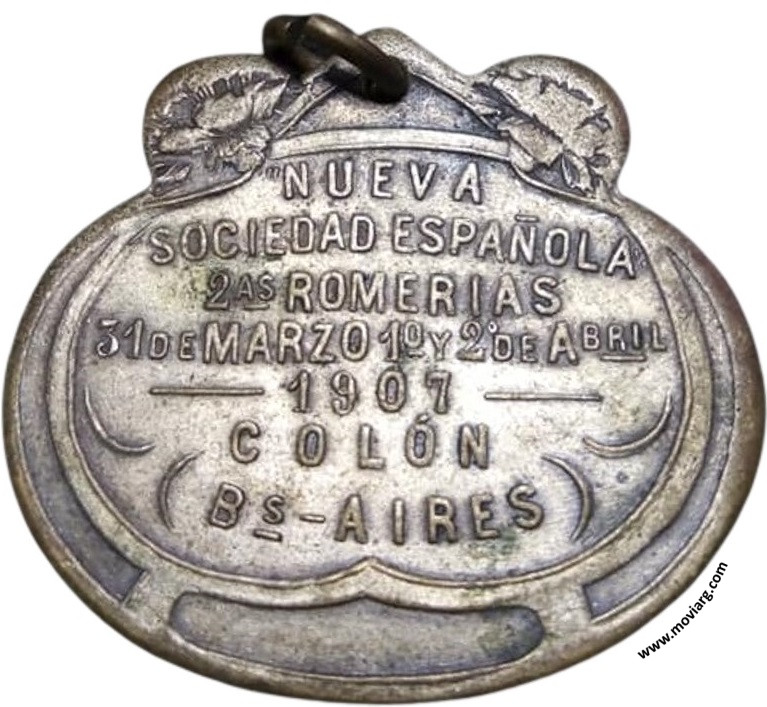 "NUEVA
SOCIEDAD ESPAÑOLA"
2AS ROMERIAS
31 DE MARZO 1º Y 2º DE ABRIL
1907
COLÓN
(Bs-AIRES)
www.moviarg.com